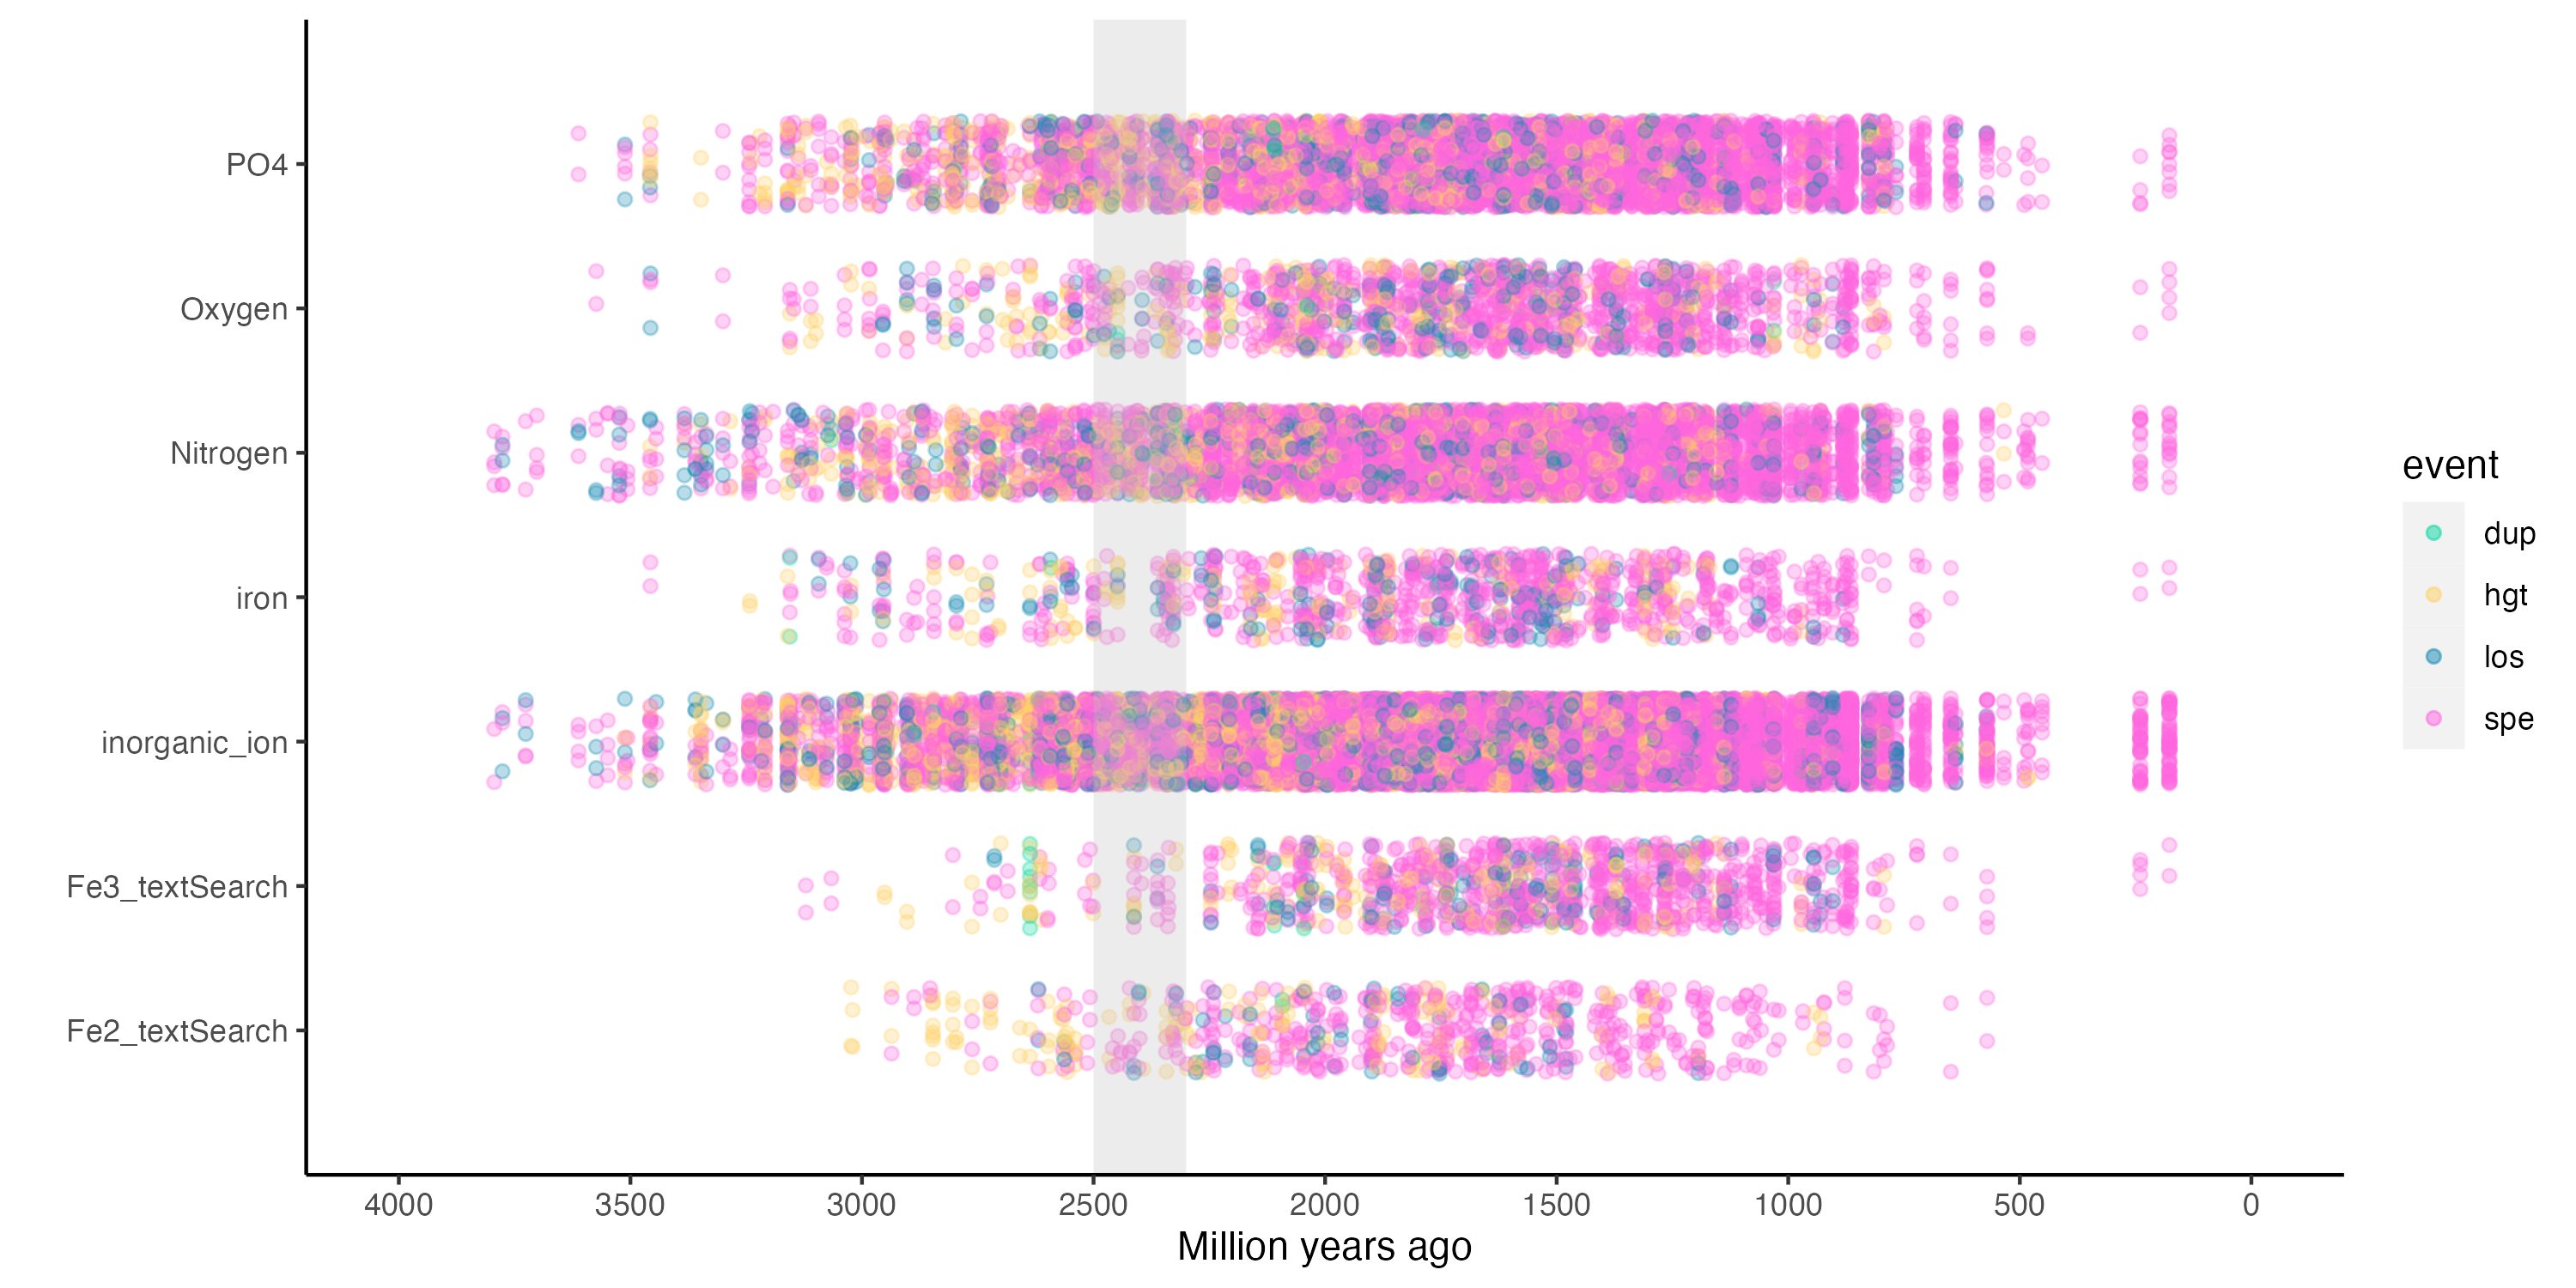 PO4
Oxygen
Nitrogen
iron
inorganic_ion
Fe3_textSearch
Fe2_textSearch
4000 3500 3000 2500 2000 1500 1000 500 0
Million years ago
event
dup
hgt
los
spe